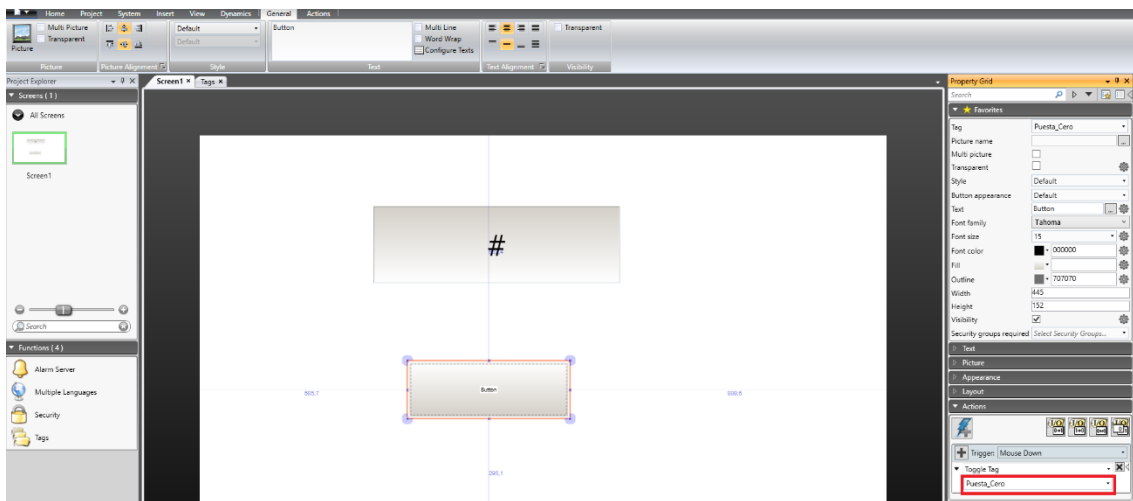 Home Project System Insert View Dynamics General Actions
Multi Picture
Transparent
Picture
Default
Default
Button
Multi Line
Word Wrap
Configure Texts
Transparent
Picture Picture Alignment Style Text Text Alignment Visibility
Project Explorer
Screens ( 1 )
All Screens
Screen1
Search
Functions ( 4 )
Alarm Server
Multiple Languages
Security
Tags
Screen1 × Tags ×
#
Button
Property Grid
Search
Favorites
Tag Puesta_Cero
Picture name
Multi picture
Transparent
Style Default
Button appearance Default
Text Button
Font family Tahoma
Font size 15
Font color 000000
Fill
Outline 707070
Width 445
Height 152
Visibility
Security groups required Select Security Groups...
Text
Picture
Appearance
Layout
Actions
Trigger: Mouse Down
Toggle Tag
Puesta_Cero